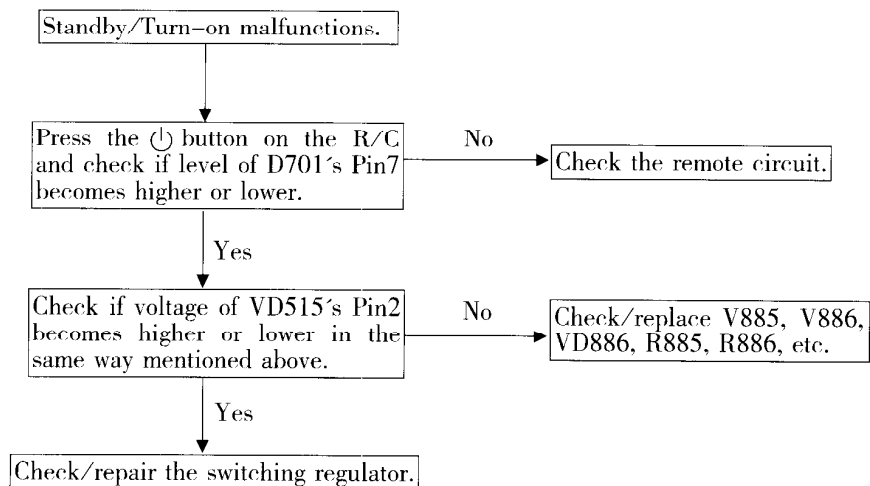 Standby/Turn-on malfunctions.
Press the ⏻ button on the R/C
and check if level of D701´s Pin7
becomes higher or lower.
No
Check the remote circuit.
Yes
Check if voltage of VD515´s Pin2
becomes higher or lower in the
same way mentioned above.
No
Check/replace V885, V886,
VD886, R885, R886, etc.
Yes
Check/repair the switching regulator.